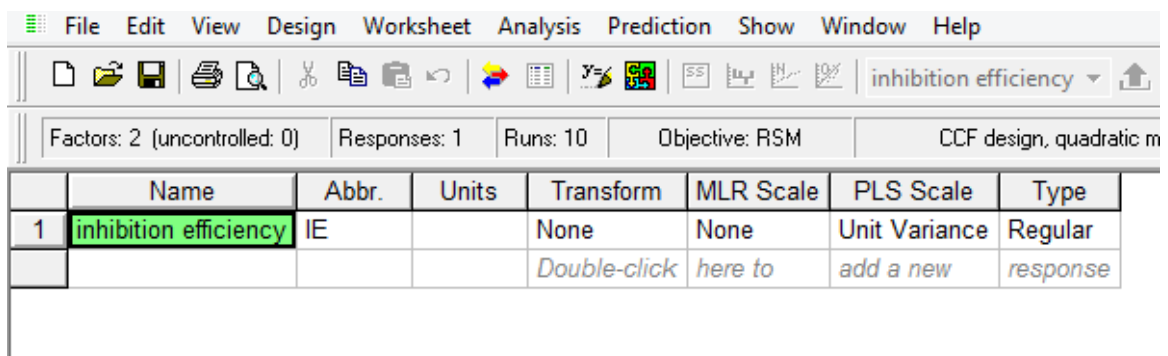 File Edit View Design Worksheet Analysis Prediction Show Window Help
inhibition efficiency
Factors: 2 (uncontrolled: 0) Responses: 1 Runs: 10 Objective: RSM CCF design, quadratic m
Name Abbr. Units Transform MLR Scale PLS Scale Type
1 inhibition efficiency IE None None Unit Variance Regular
Double-click here to add a new response